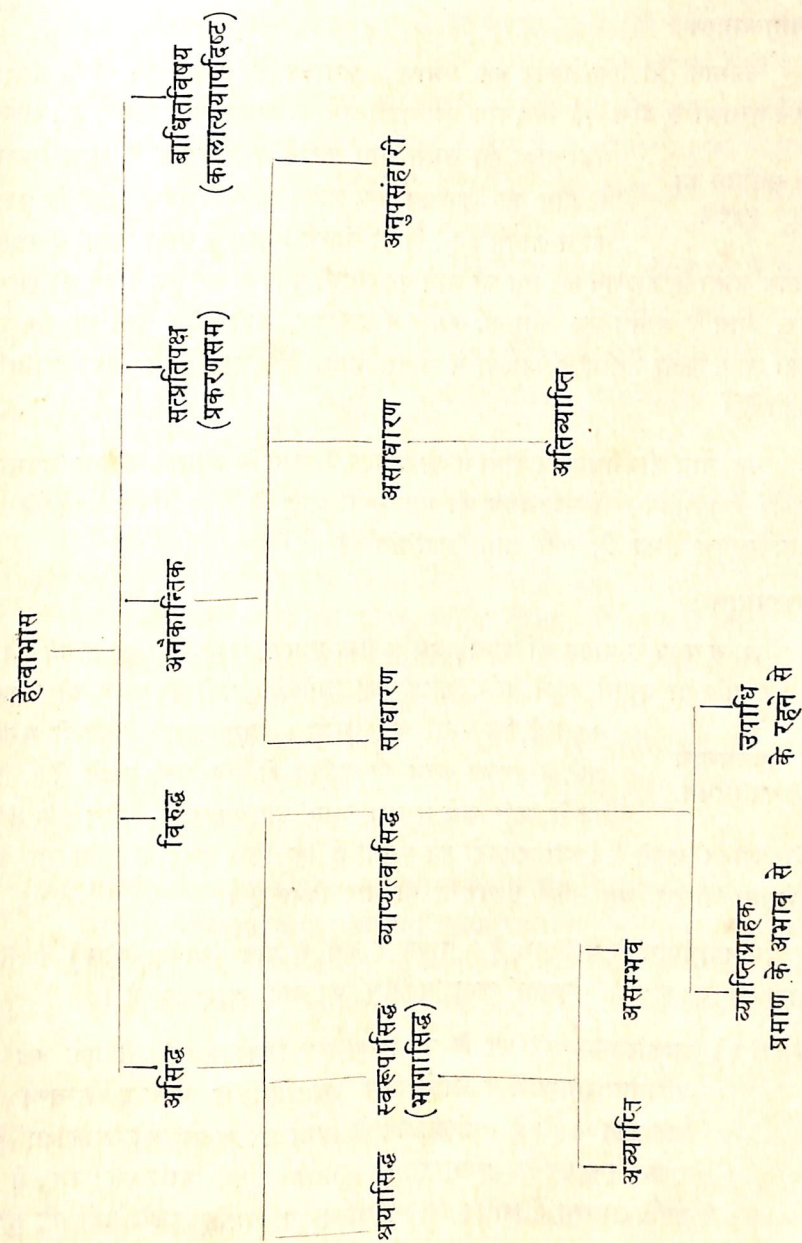 हेत्वाभास
असिद्ध विरुद्ध अनैकान्तिक सत्प्रतिपक्ष बाधितविषय
(प्रकरणसम) (कालात्ययापदिष्ट)
श्रयासिद्ध स्वरूपासिद्ध व्याप्यत्वासिद्ध साधारण असाधारण अनुपसंहारी
(भागासिद्ध)
अव्याप्ति असम्भव अतिव्याप्ति
व्याप्तिग्राहक उपाधि
प्रमाण के अभाव से के रहने से